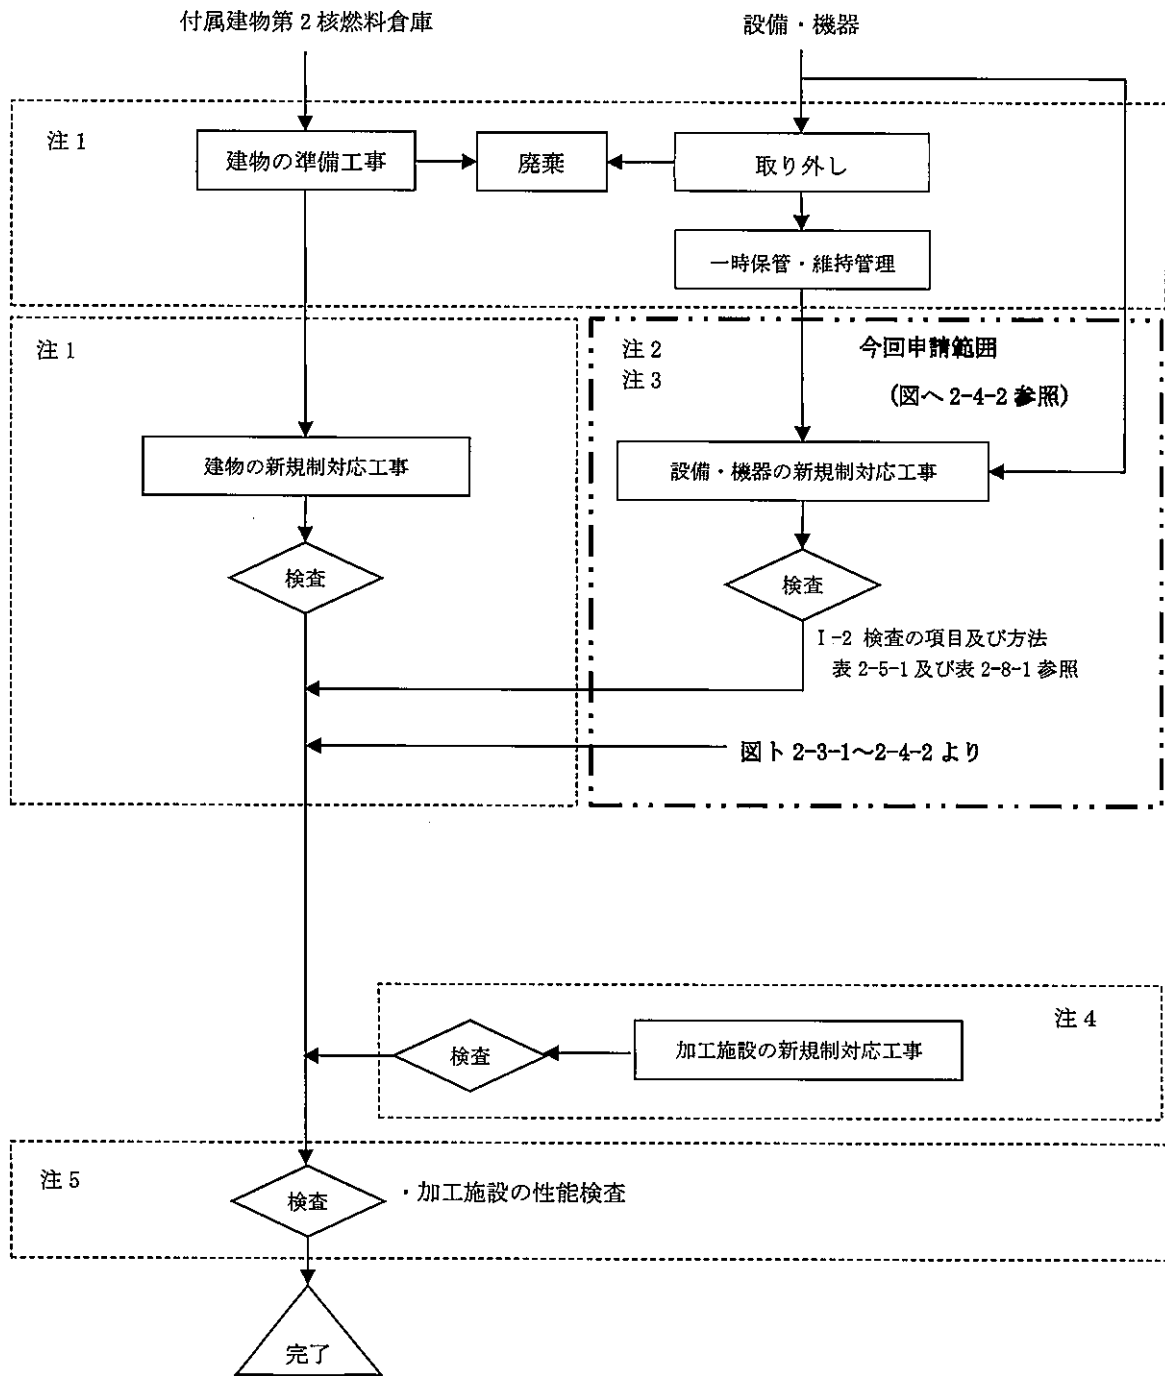 付属建物第2核燃料倉庫
設備・機器
注1
建物の準備工事
廃棄
取り外し
一時保管・維持管理
注1
注2
注3
今回申請範囲
(図ヘ 2-4-2 参照)
建物の新規制対応工事
設備・機器の新規制対応工事
検査
検査
I-2 検査の項目及び方法
表 2-5-1 及び表 2-8-1 参照
図ト 2-3-1～2-4-2 より
注4
検査
加工施設の新規制対応工事
注5
検査
・加工施設の性能検査
完了